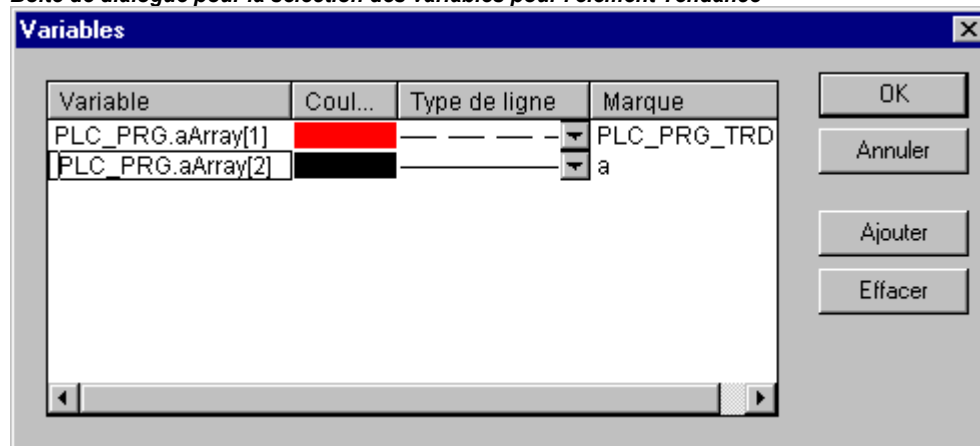 Boîte de dialogue pour la sélection des variables pour l'élément Tendance
Variables
Variable Coul... Type de ligne Marque
PLC_PRG.aArray[1] PLC_PRG_TRD
PLC_PRG.aArray[2] a
OK
Annuler
Ajouter
Effacer